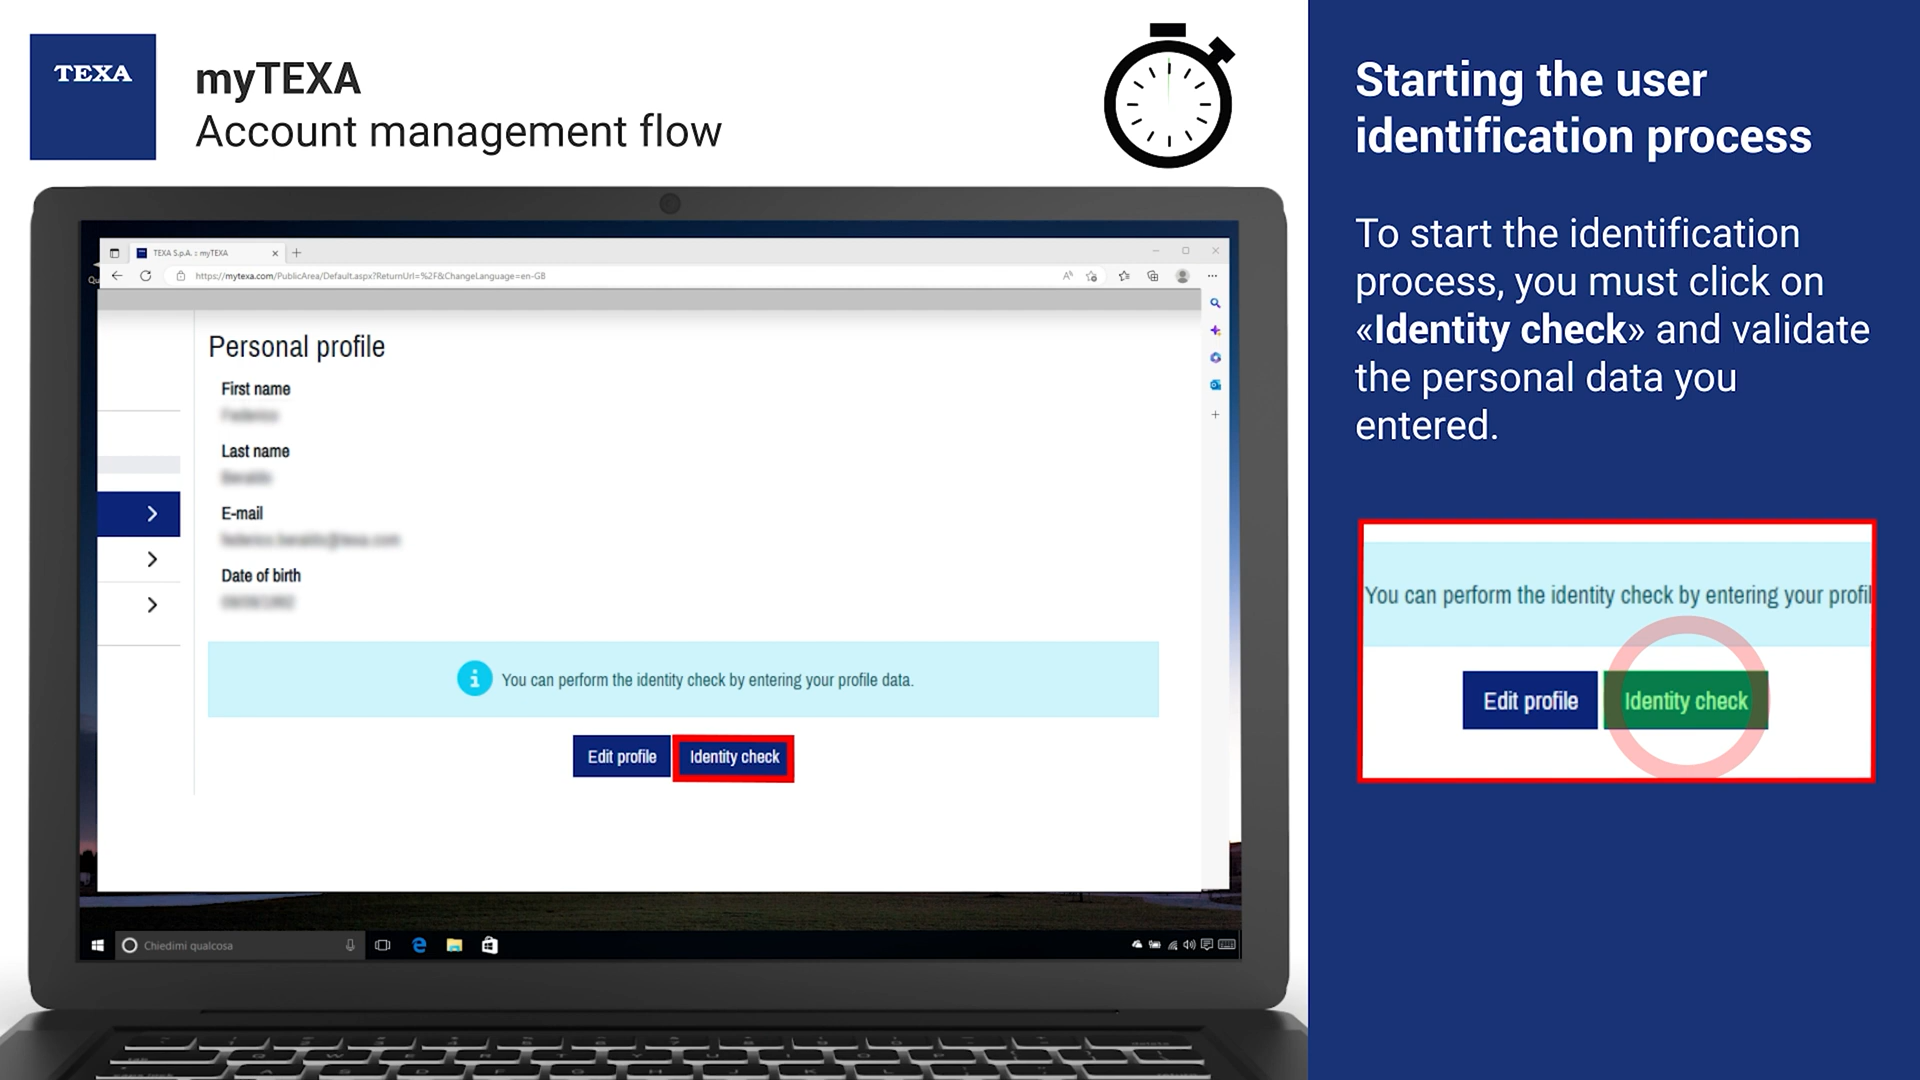 TEXA
myTEXA
Account management flow
TEXA S.p.A. :: myTEXA
https://mytexa.com/PublicArea/Default.aspx?ReturnUrl=%2F&ChangeLanguage=en-GB
Personal profile
First name
Last name
E-mail
Date of birth
You can perform the identity check by entering your profile data.
Edit profile
Identity check
Chiedimi qualcosa
Starting the user
identification process
To start the identification
process, you must click on
«Identity check» and validate
the personal data you
entered.
You can perform the identity check by entering your profil
Edit profile
Identity check